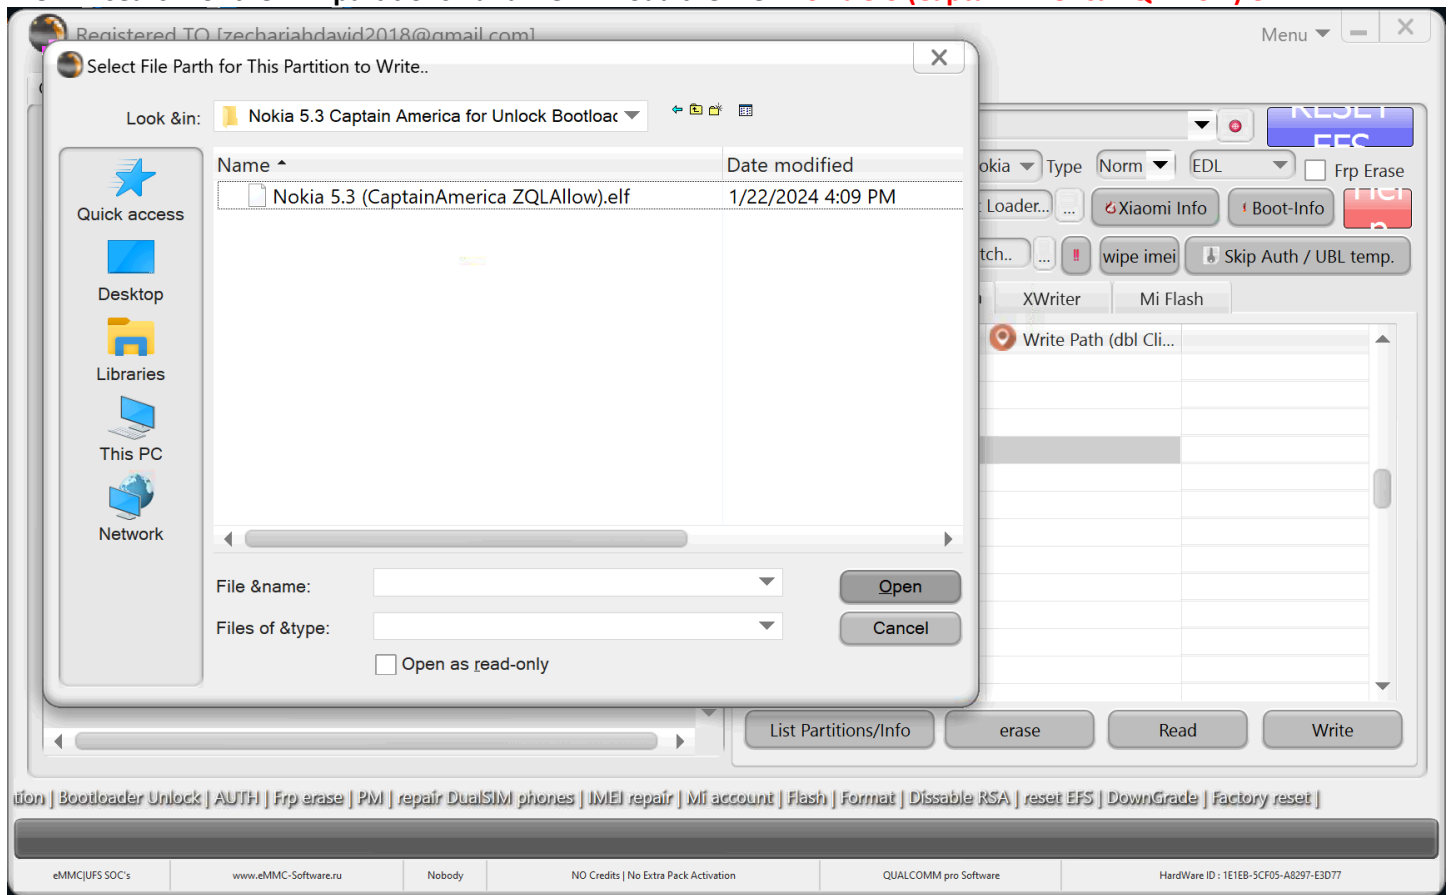 Registered TO [zechariahdavid2018@gmail.com]
Menu
Select File Parth for This Partition to Write..
Look &in:
Nokia 5.3 Captain America for Unlock Bootloac
RESET
EFS
Name
Date modified
okia
Type
Norm
EDL
Frp Erase
Nokia 5.3 (CaptainAmerica ZQLAllow).elf
1/22/2024 4:09 PM
Loader...
...
Xiaomi Info
Boot-Info
Quick access
tch..
...
!!
wipe imei
Skip Auth / UBL temp.
Desktop
XWriter
Mi Flash
Write Path (dbl Cli...
Libraries
This PC
Network
File &name:
Open
Files of &type:
Cancel
Open as read-only
List Partitions/Info
erase
Read
Write
tion | Bootloader Unlock | AUTH | Frp erase | PM | repair DualSIM phones | IMEI repair | Mi account | Flash | Format | Dissable RSA | reset EFS | DownGrade | Factory reset |
eMMC|UFS SOC's
www.eMMC-Software.ru
Nobody
NO Credits | No Extra Pack Activation
QUALCOMM pro Software
HardWare ID : 1E1EB-5CF05-A8297-E3D77